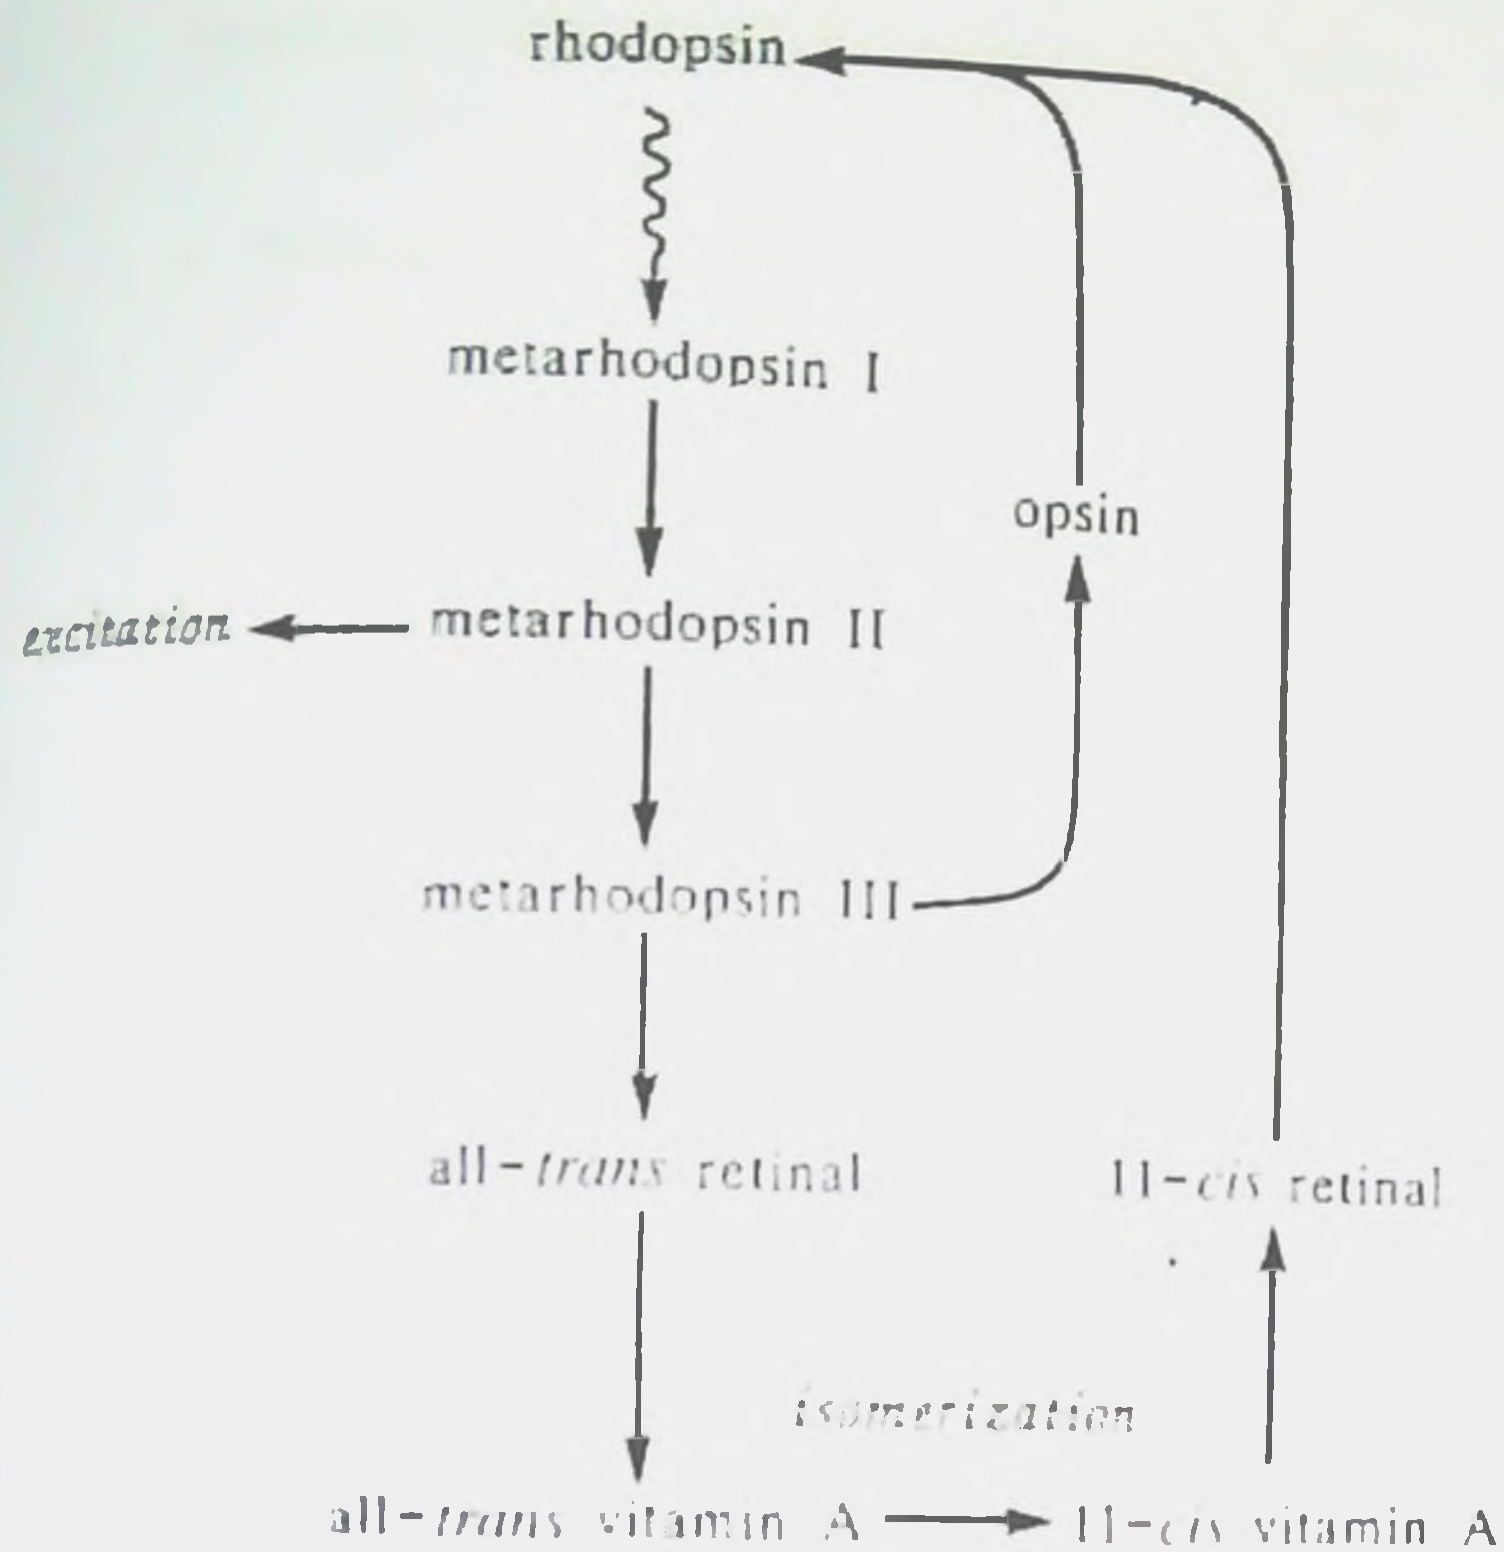 rhodopsin
metarhodopsin I
opsin
excitation
metarhodopsin II
metarhodopsin III
all-trans retinal
11-cis retinal
isomerization
all-trans vitamin A
11-cis vitamin A